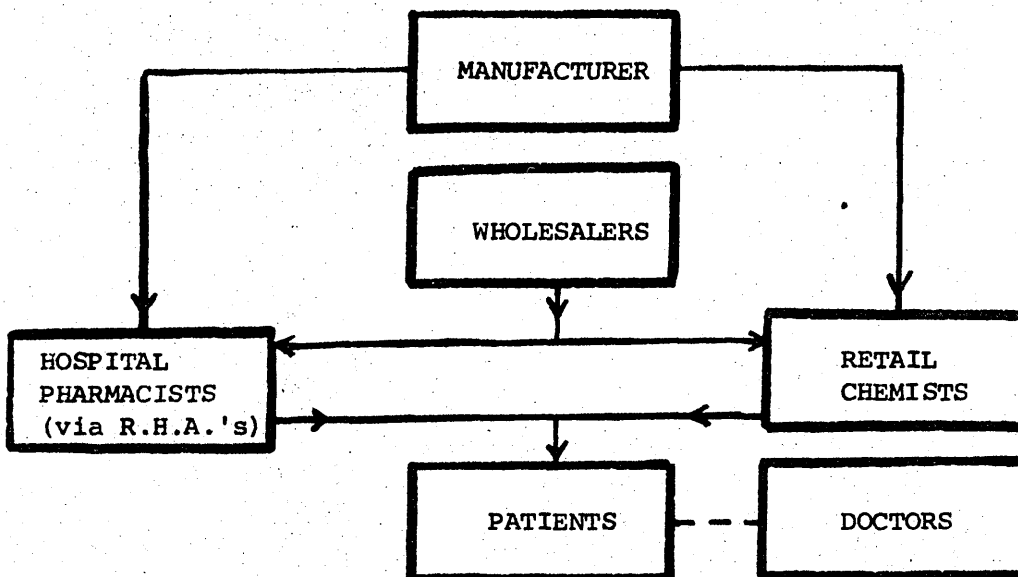 MANUFACTURER
WHOLESALERS
HOSPITAL
PHARMACISTS
(via R.H.A.'s)
RETAIL
CHEMISTS
PATIENTS
DOCTORS